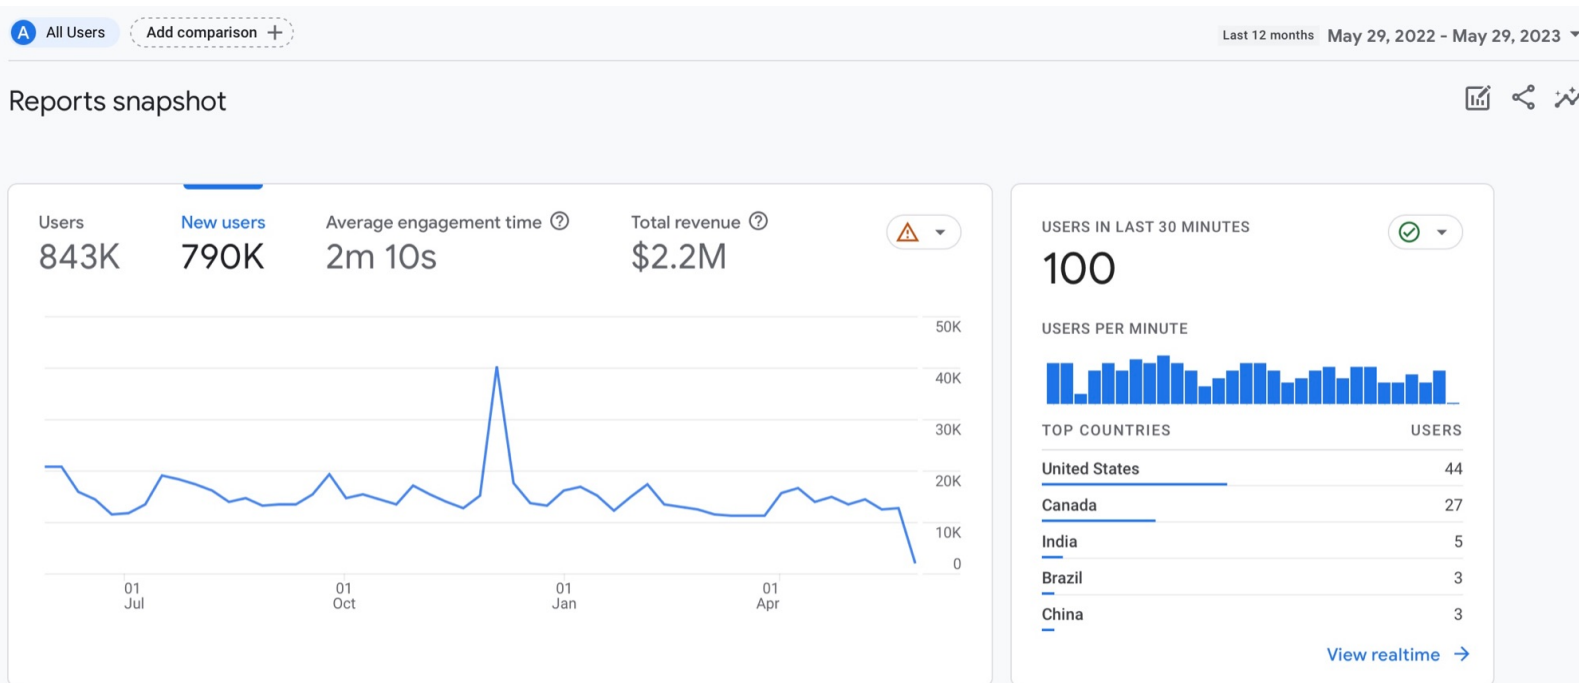 A All Users Add comparison + Last 12 months May 29, 2022 - May 29, 2023
Reports snapshot
Users
843K
New users
790K
Average engagement time
2m 10s
Total revenue
$2.2M
50K
40K
30K
20K
10K
0
01 Jul
01 Oct
01 Jan
01 Apr
USERS IN LAST 30 MINUTES
100
USERS PER MINUTE
TOP COUNTRIES USERS
United States 44
Canada 27
India 5
Brazil 3
China 3
View realtime